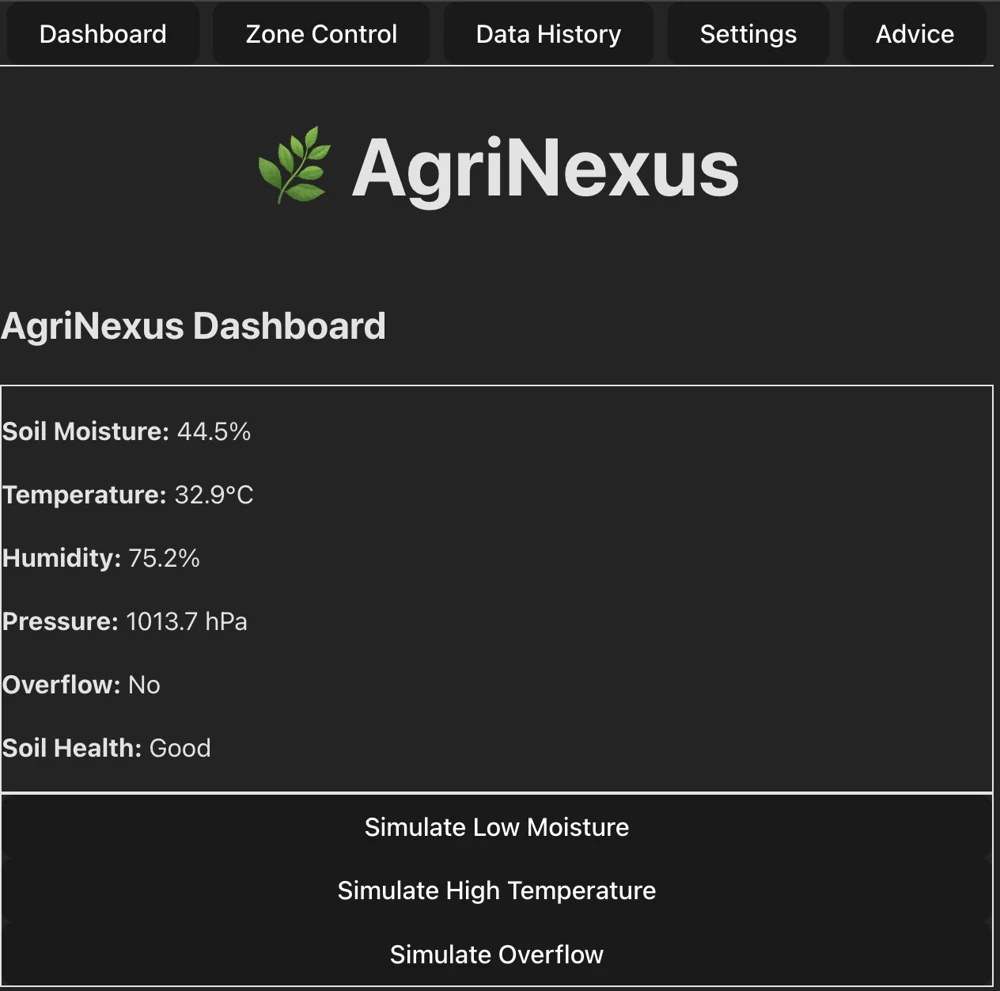 Dashboard Zone Control Data History Settings Advice
AgriNexus
AgriNexus Dashboard
Soil Moisture: 44.5%
Temperature: 32.9°C
Humidity: 75.2%
Pressure: 1013.7 hPa
Overflow: No
Soil Health: Good
Simulate Low Moisture
Simulate High Temperature
Simulate Overflow